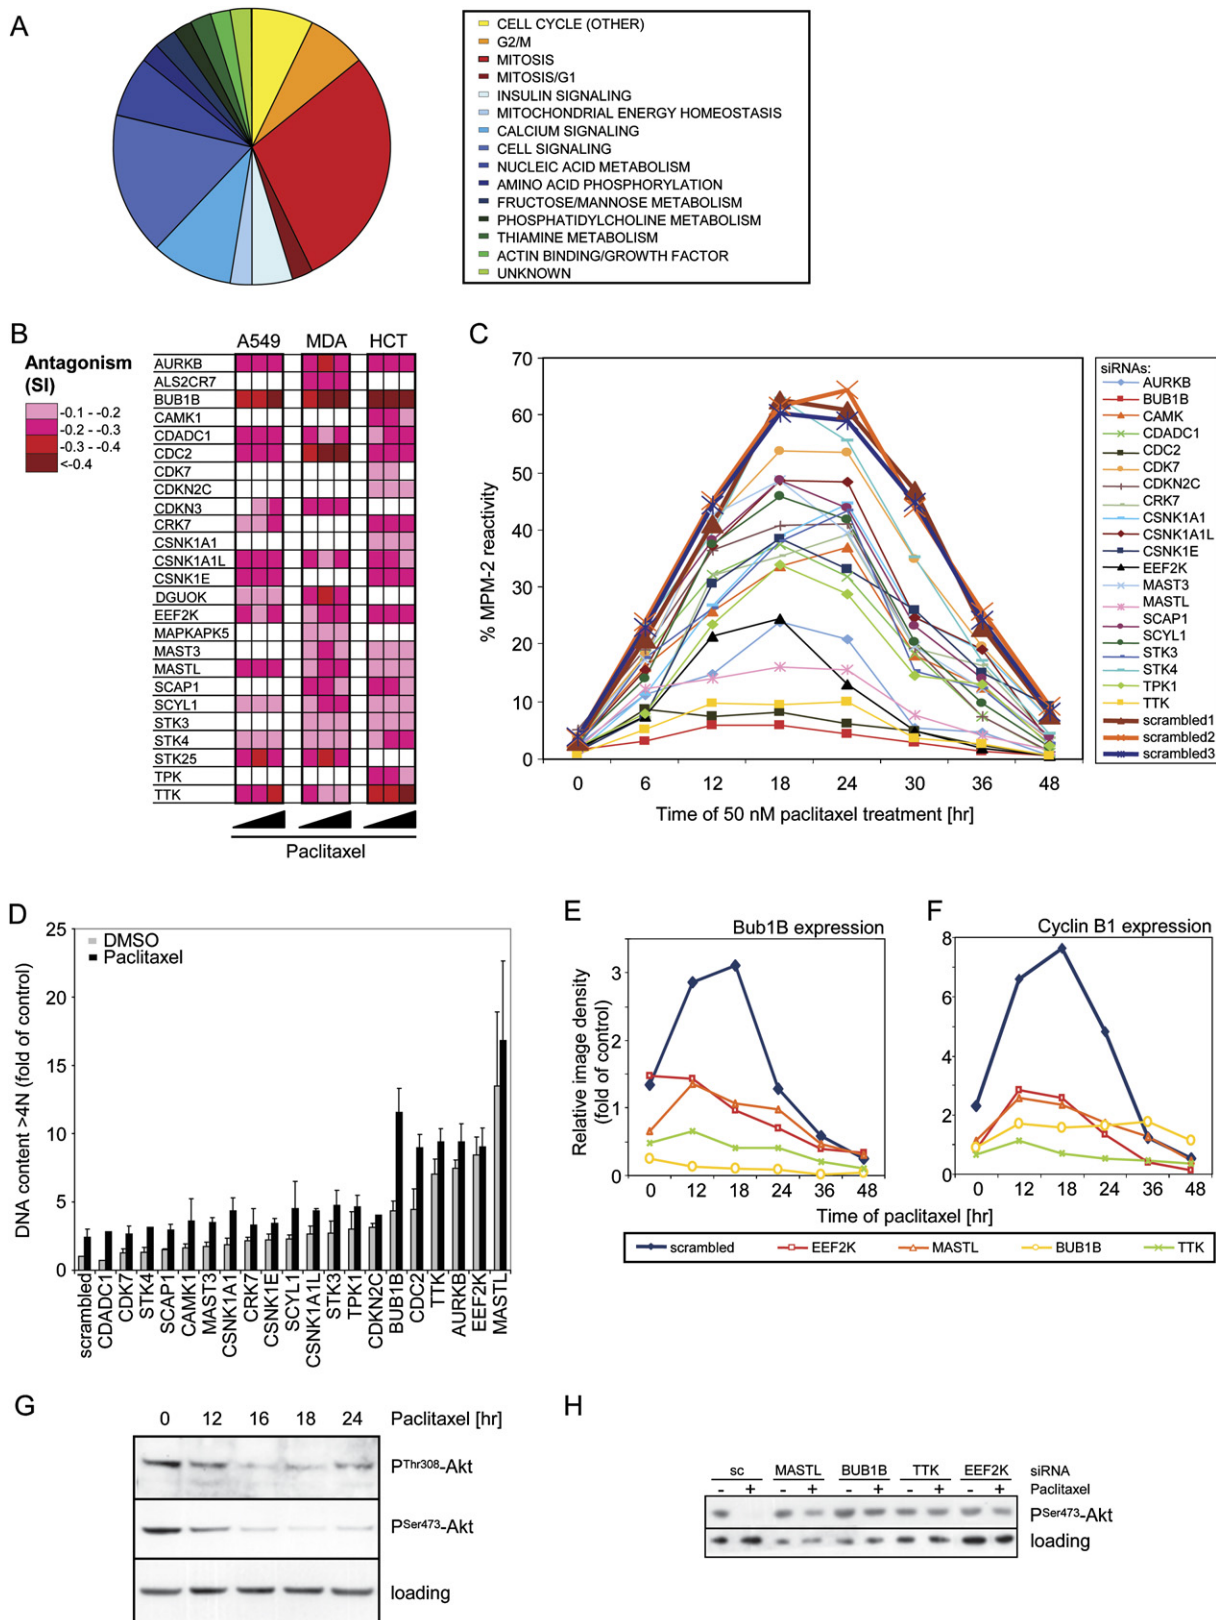 A
CELL CYCLE (OTHER)
G2/M
MITOSIS
MITOSIS/G1
INSULIN SIGNALING
MITOCHONDRIAL ENERGY HOMEOSTASIS
CALCIUM SIGNALING
CELL SIGNALING
NUCLEIC ACID METABOLISM
AMINO ACID PHOSPHORYLATION
FRUCTOSE/MANNOSE METABOLISM
PHOSPHATIDYLCHOLINE METABOLISM
THIAMINE METABOLISM
ACTIN BINDING/GROWTH FACTOR
UNKNOWN
B
Antagonism
(SI)
-0.1 - -0.2
-0.2 - -0.3
-0.3 - -0.4
<-0.4
A549 MDA HCT
AURKB
ALS2CR7
BUB1B
CAMK1
CDADC1
CDC2
CDK7
CDKN2C
CDKN3
CRK7
CSNK1A1
CSNK1A1L
CSNK1E
DGUOK
EEF2K
MAPKAPK5
MAST3
MASTL
SCAP1
SCYL1
STK3
STK4
STK25
TPK
TTK
Paclitaxel
C
% MPM-2 reactivity
70
60
50
40
30
20
10
0
0 6 12 18 24 30 36 48
Time of 50 nM paclitaxel treatment [hr]
siRNAs:
AURKB
BUB1B
CAMK
CDADC1
CDC2
CDK7
CDKN2C
CRK7
CSNK1A1
CSNK1A1L
CSNK1E
EEF2K
MAST3
MASTL
SCAP1
SCYL1
STK3
STK4
TPK1
TTK
scrambled1
scrambled2
scrambled3
D
DNA content >4N (fold of control)
25
20
15
10
5
0
DMSO
Paclitaxel
scrambled
CDADC1
CDK7
STK4
SCAP1
CAMK1
MAST3
CSNK1A1
CRK7
CSNK1E
SCYL1
CSNK1A1L
STK3
TPK1
CDKN2C
BUB1B
CDC2
TTK
AURKB
EEF2K
MASTL
E
Bub1B expression
Relative image density
(fold of control)
3
2
1
0
0 12 18 24 36 48
F
Cyclin B1 expression
8
6
4
2
0
0 12 18 24 36 48
Time of paclitaxel [hr]
scrambled EEF2K MASTL BUB1B TTK
G
0 12 16 18 24 Paclitaxel [hr]
PThr308-Akt
PSer473-Akt
loading
H
sc MASTL BUB1B TTK EEF2K siRNA
- + - + - + - + - + Paclitaxel
PSer473-Akt
loading